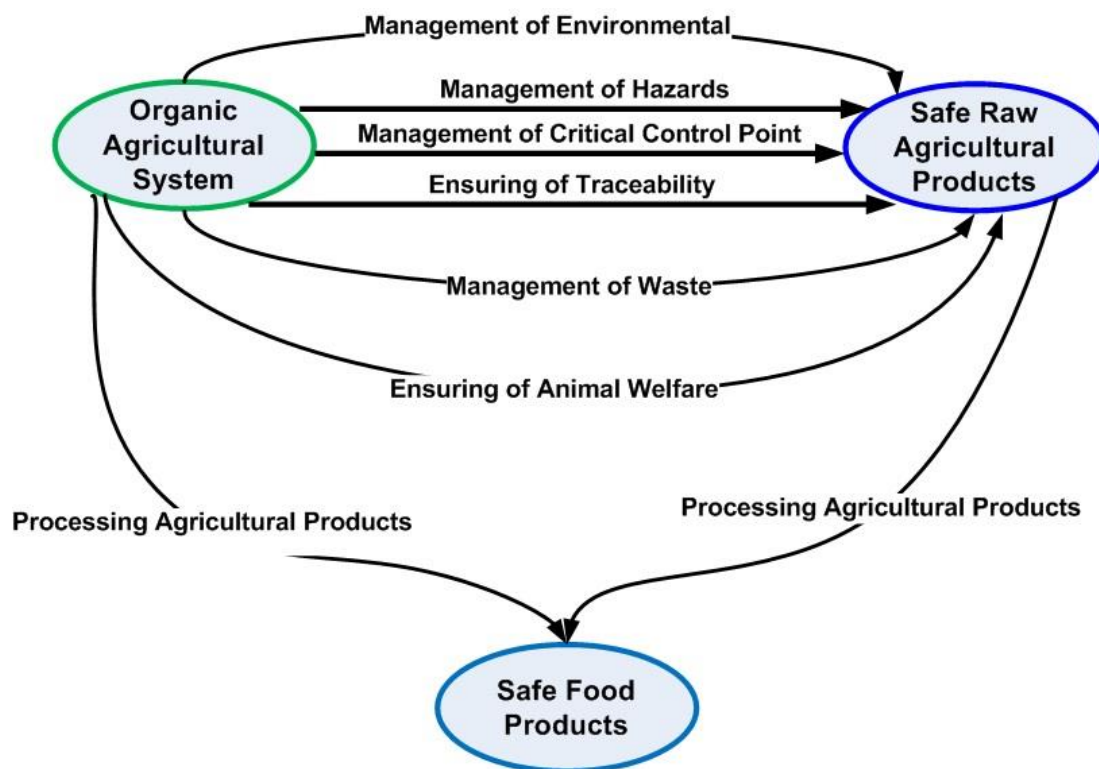 Management of Environmental
Organic
Agricultural
System
Management of Hazards
Management of Critical Control Point
Ensuring of Traceability
Safe Raw
Agricultural
Products
Management of Waste
Ensuring of Animal Welfare
Processing Agricultural Products
Processing Agricultural Products
Safe Food
Products